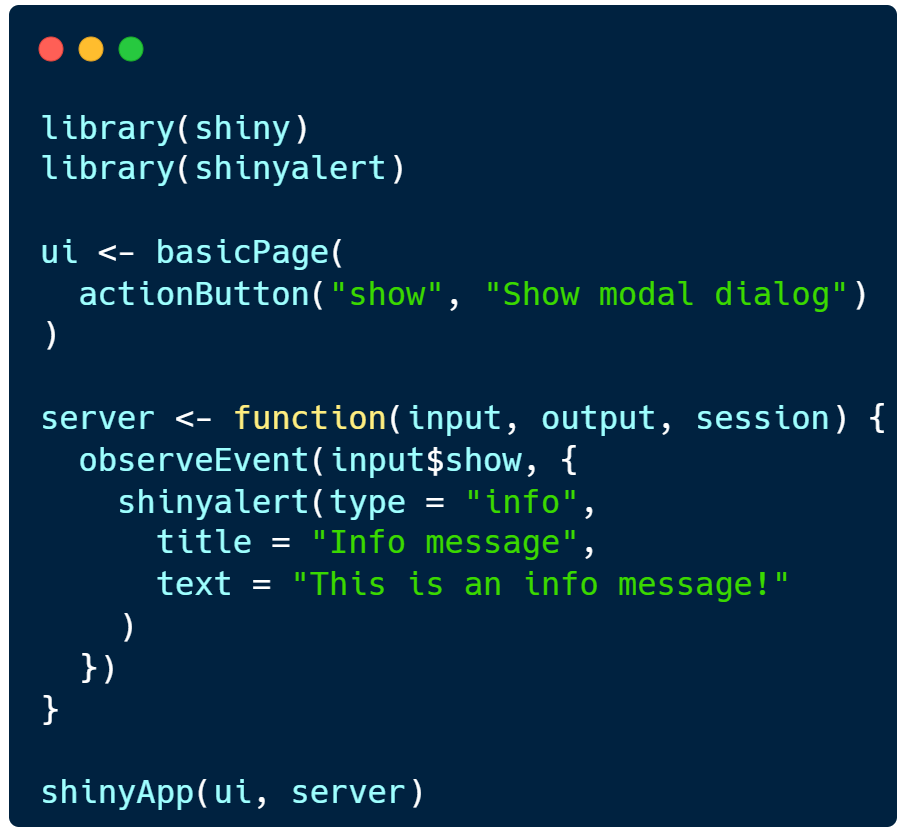 library(shiny)
library(shinyalert)

ui <- basicPage(
  actionButton("show", "Show modal dialog")
)

server <- function(input, output, session) {
  observeEvent(input$show, {
    shinyalert(type = "info",
      title = "Info message",
      text = "This is an info message!"
    )
  })
}

shinyApp(ui, server)